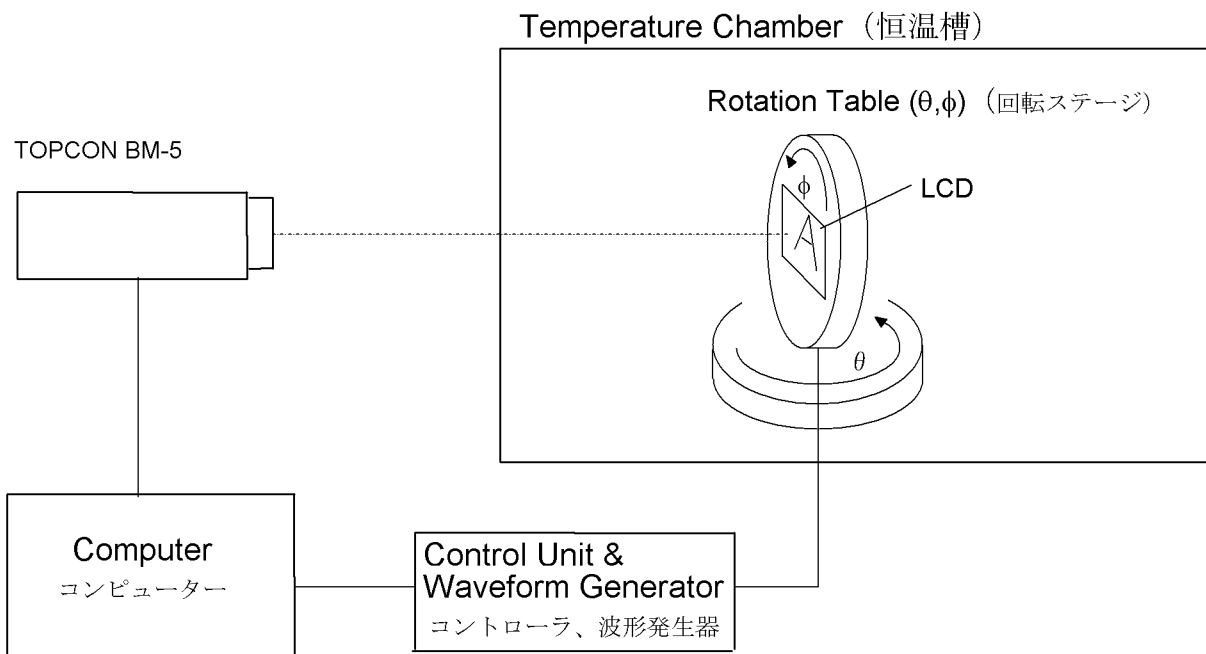 Temperature Chamber（恒温槽）
Rotation Table (θ,ϕ)（回転ステージ）
TOPCON BM-5
ϕ
LCD
A
θ
Computer
コンピューター
Control Unit &
Waveform Generator
コントローラ、波形発生器